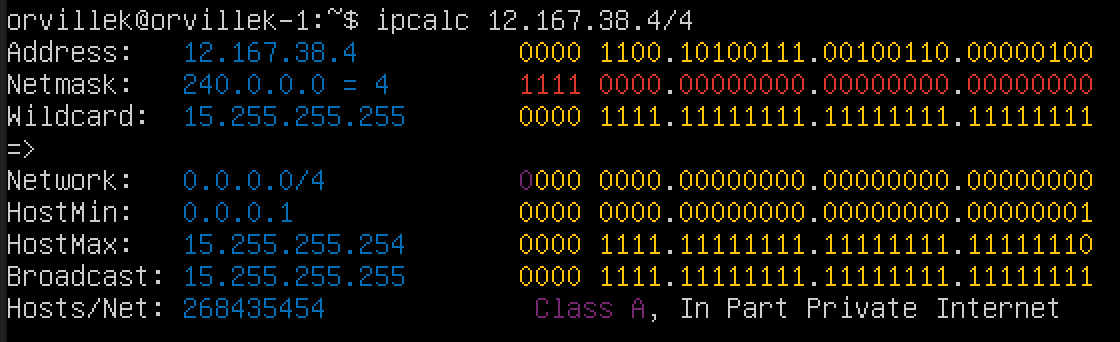 orvillek@orvillek-1:~$ ipcalc 12.167.38.4/4
Address: 12.167.38.4 0000 1100.10100111.00100110.00000100
Netmask: 240.0.0.0 = 4 1111 0000.00000000.00000000.00000000
Wildcard: 15.255.255.255 0000 1111.11111111.11111111.11111111
=>
Network: 0.0.0.0/4 0000 0000.00000000.00000000.00000000
HostMin: 0.0.0.1 0000 0000.00000000.00000000.00000001
HostMax: 15.255.255.254 0000 1111.11111111.11111111.11111110
Broadcast: 15.255.255.255 0000 1111.11111111.11111111.11111111
Hosts/Net: 268435454 Class A, In Part Private Internet